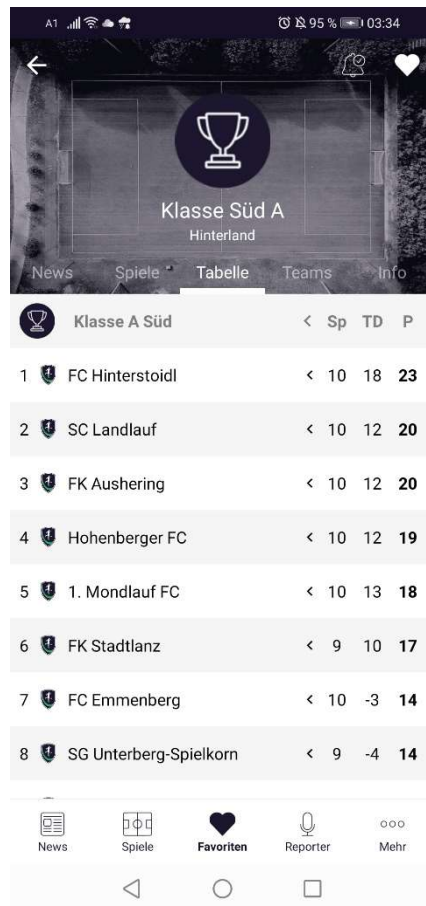 A1 95 % 03:34
Klasse Süd A
Hinterland
News Spiele Tabelle Teams Info
Klasse A Süd < Sp TD P
1 FC Hinterstoidl < 10 18 23
2 SC Landlauf < 10 12 20
3 FK Aushering < 10 12 20
4 Hohenberger FC < 10 12 19
5 1. Mondlauf FC < 10 13 18
6 FK Stadtlanz < 9 10 17
7 FC Emmenberg < 10 -3 14
8 SG Unterberg-Spielkorn < 9 -4 14
News Spiele Favoriten Reporter Mehr